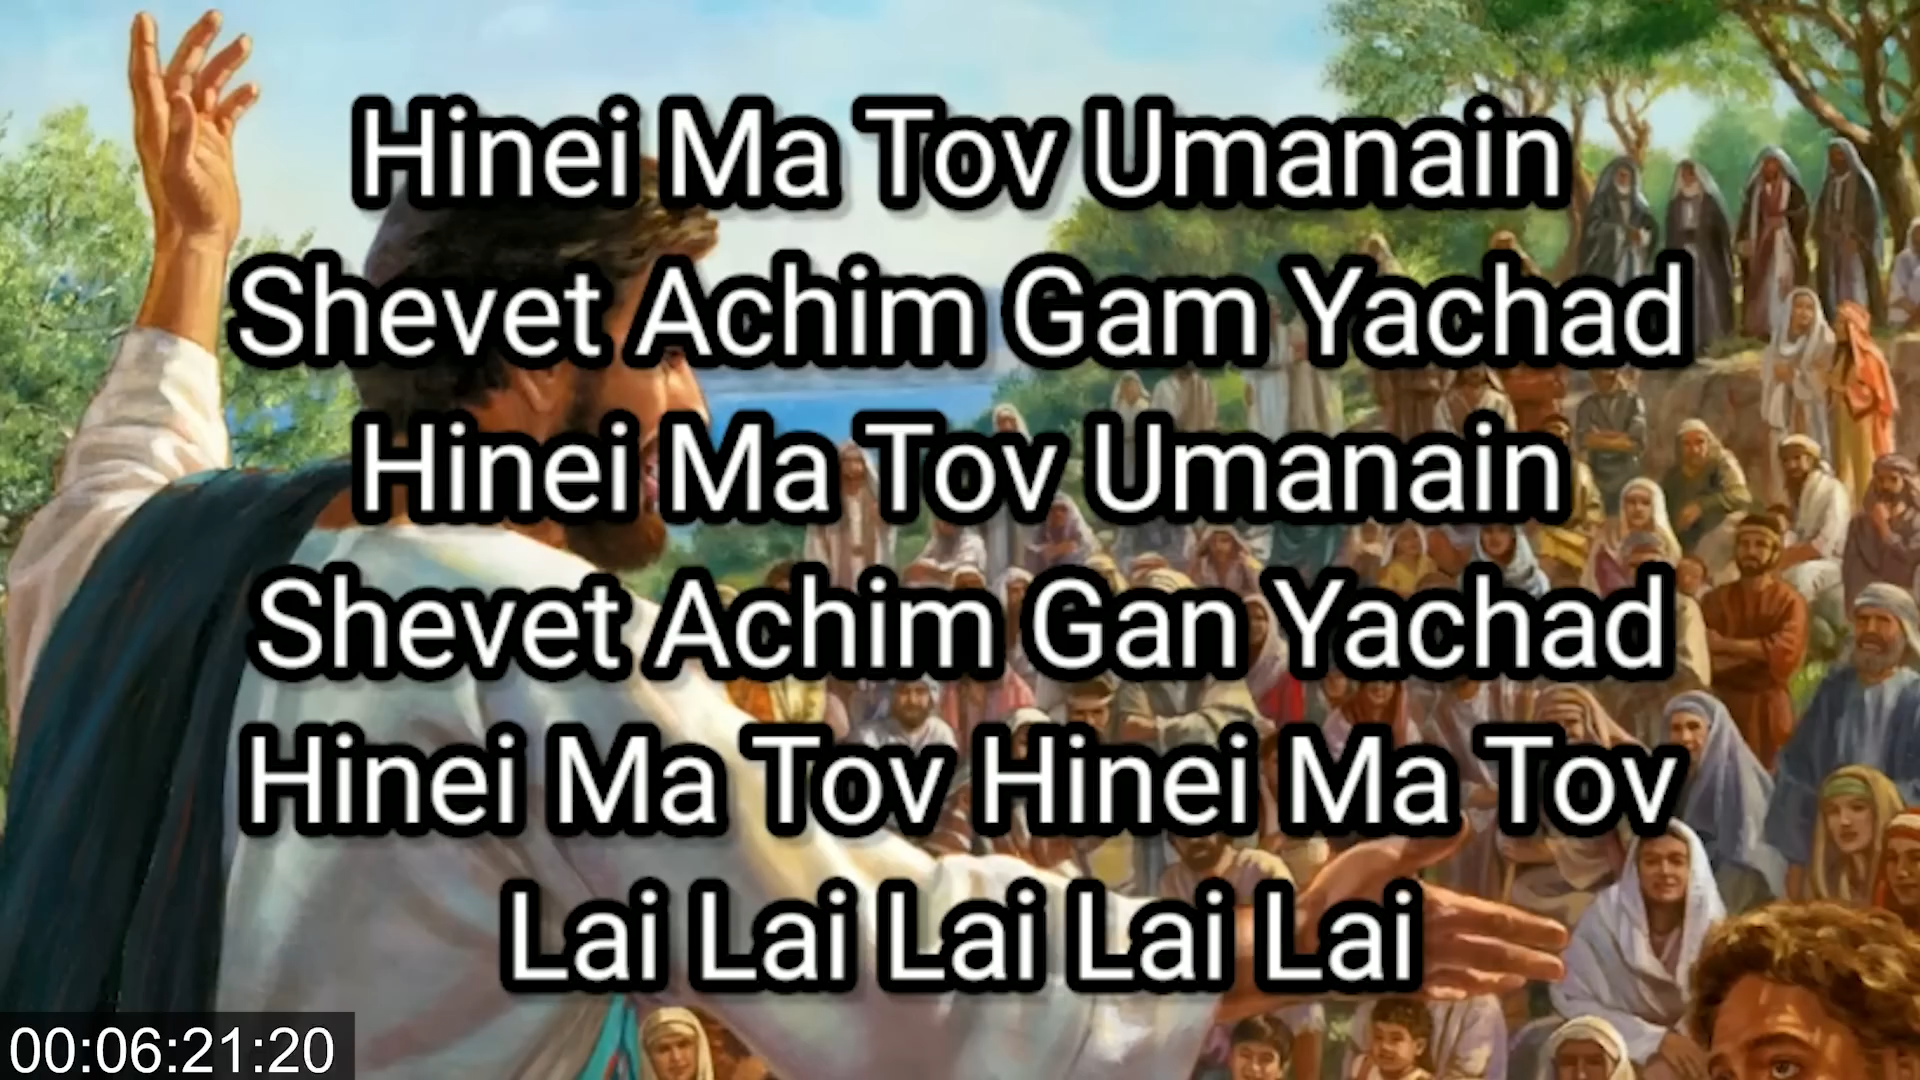 Hinei Ma Tov Umanain
Shevet Achim Gam Yachad
Hinei Ma Tov Umanain
Shevet Achim Gan Yachad
Hinei Ma Tov Hinei Ma Tov
Lai Lai Lai Lai Lai
00:06:21:20